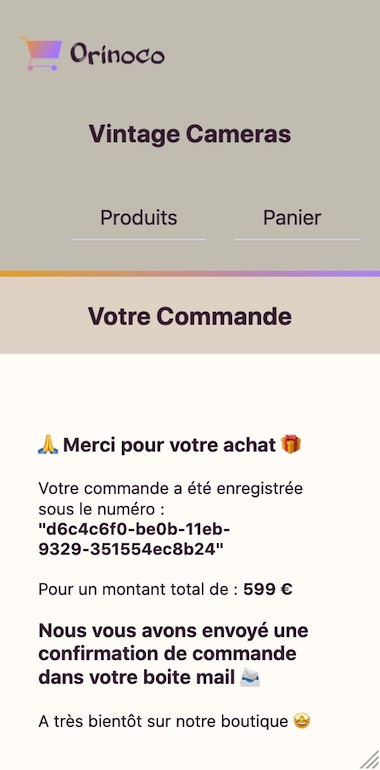 Orinoco
Vintage Cameras
Produits Panier
Votre Commande
🙏 Merci pour votre achat 🎁
Votre commande a été enregistrée
sous le numéro :
"d6c4c6f0-be0b-11eb-
9329-351554ec8b24"
Pour un montant total de : 599 €
Nous vous avons envoyé une
confirmation de commande
dans votre boite mail 📨
A très bientôt sur notre boutique 🤩